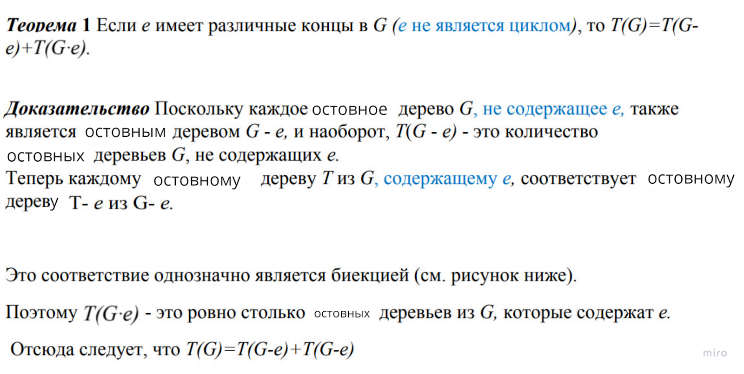 Теорема 1 Если e имеет различные концы в G (e не является циклом), то T(G)=T(G-
e)+T(G·e).
Доказательство Поскольку каждое остовное дерево G, не содержащее e, также
является остовным деревом G - e, и наоборот, T(G - e) - это количество
остовных деревьев G, не содержащих e.
Теперь каждому остовному дереву T из G, содержащему e, соответствует остовному
дереву T- e из G- e.
Это соответствие однозначно является биекцией (см. рисунок ниже).
Поэтому T(G·e) - это ровно столько остовных деревьев из G, которые содержат e.
Отсюда следует, что T(G)=T(G-e)+T(G-e)
miro